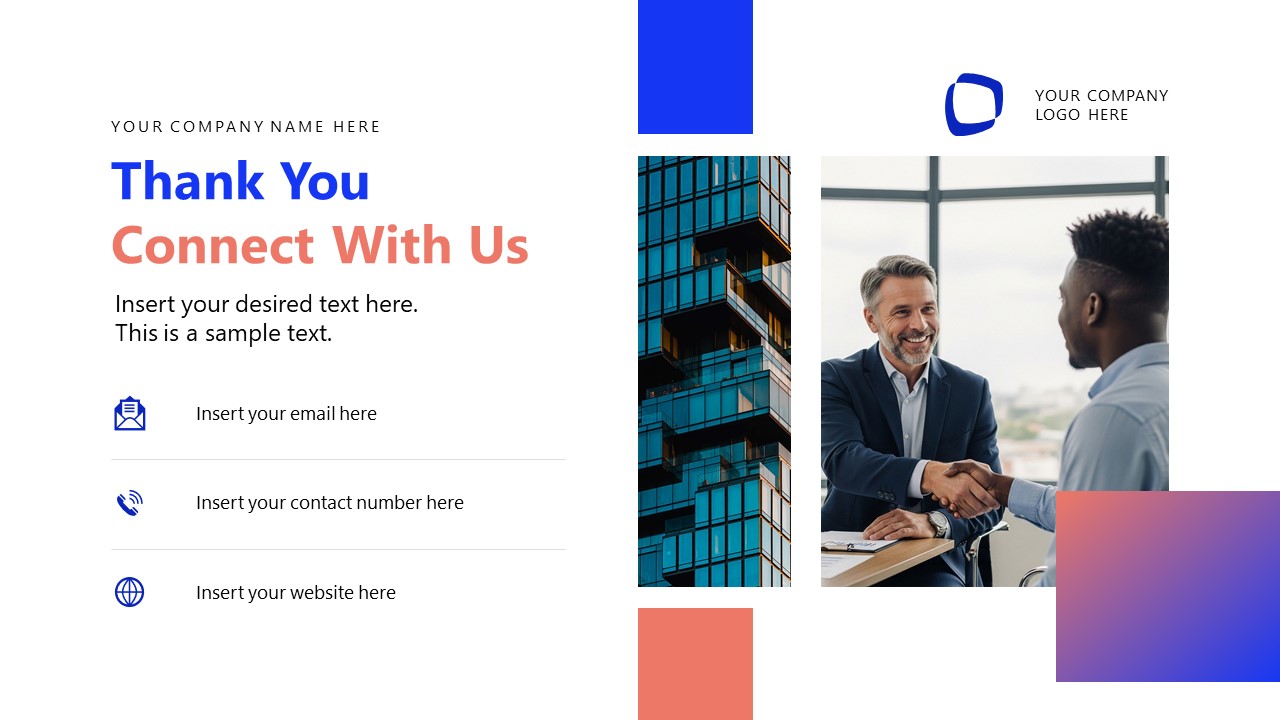 YOUR COMPANY NAME HERE
Thank You
Connect With Us
Insert your desired text here.
This is a sample text.
Insert your email here
Insert your contact number here
Insert your website here
YOUR COMPANY
LOGO HERE